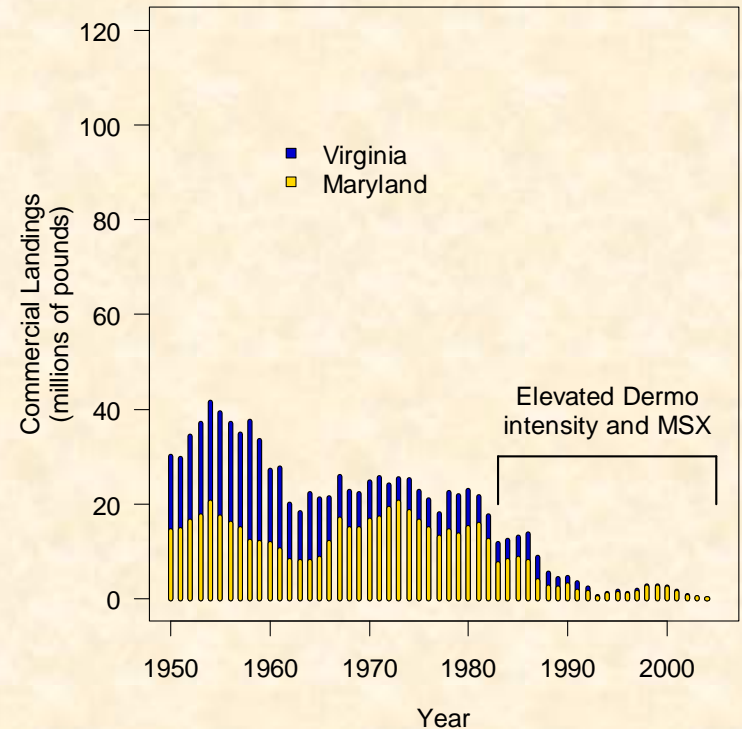 120
100
80
60
40
20
0
Commercial Landings
(millions of pounds)
Virginia
Maryland
Elevated Dermo
intensity and MSX
1950 1960 1970 1980 1990 2000
Year